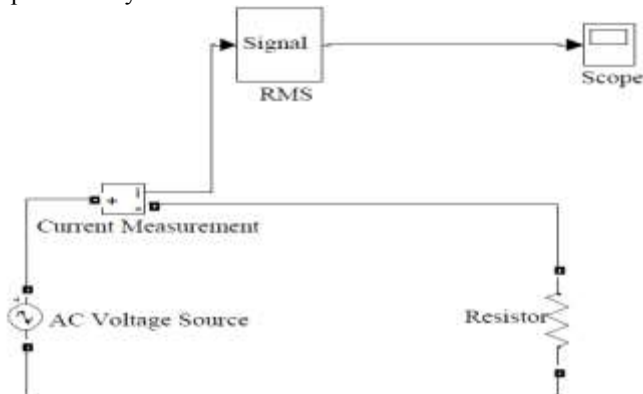 Signal
RMS
Scope
+ i
-
Current Measurement
AC Voltage Source
Resistor